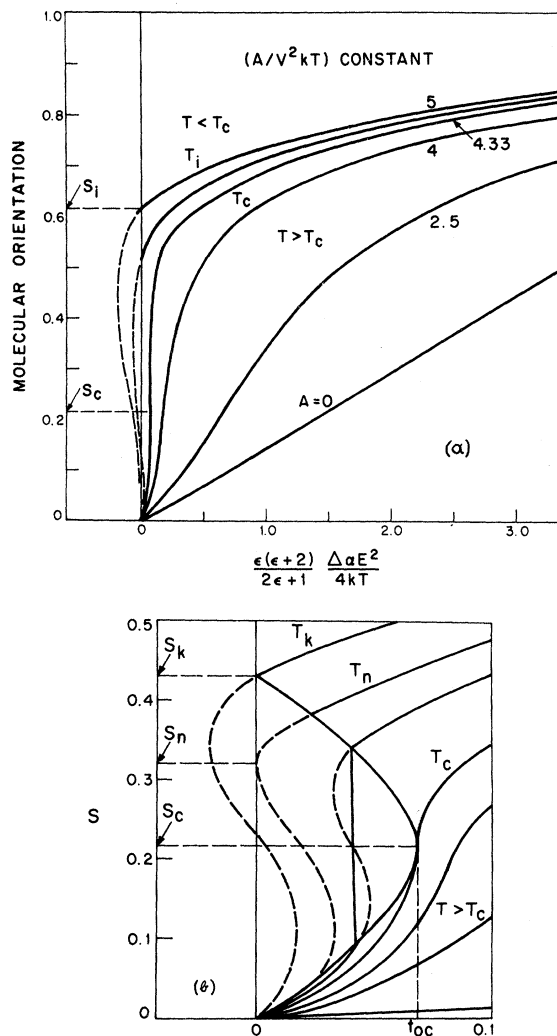 1.0
(A/V²kT) CONSTANT
5
0.8
T < Tc
4.33
Ti
4
Si
Tc
0.6
T > Tc
2.5
MOLECULAR ORIENTATION
0.4
Sc
A=0
0.2
(a)
0
0 1.0 2.0 3.0
ϵ(ϵ+2) ΔαE²
2ϵ+1 4kT
0.5
Sk
Tk
Tn
0.4
Sn
0.3
Sc
Tc
S
0.2
T > Tc
0.1
(b)
0
0 foc 0.1